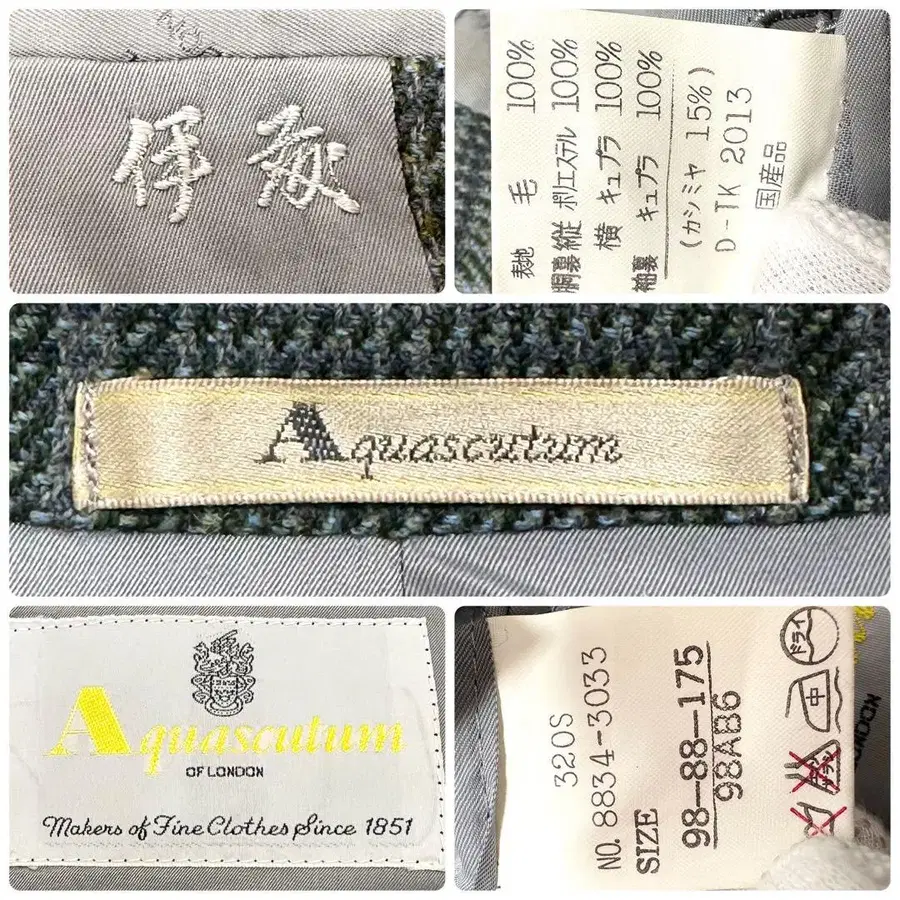 伊
表地 毛 100%
胴裏 縦 ポリエステル 100%
横 キュプラ 100%
袖裏 キュプラ 100%
(カシミヤ 15%)
D-TK 2013
国産品
Aquascutum
Aquascutum
OF LONDON
Makers of Fine Clothes Since 1851
320S
NO. 8834-3033
SIZE
98-88-175
98AB6
ドライ
中